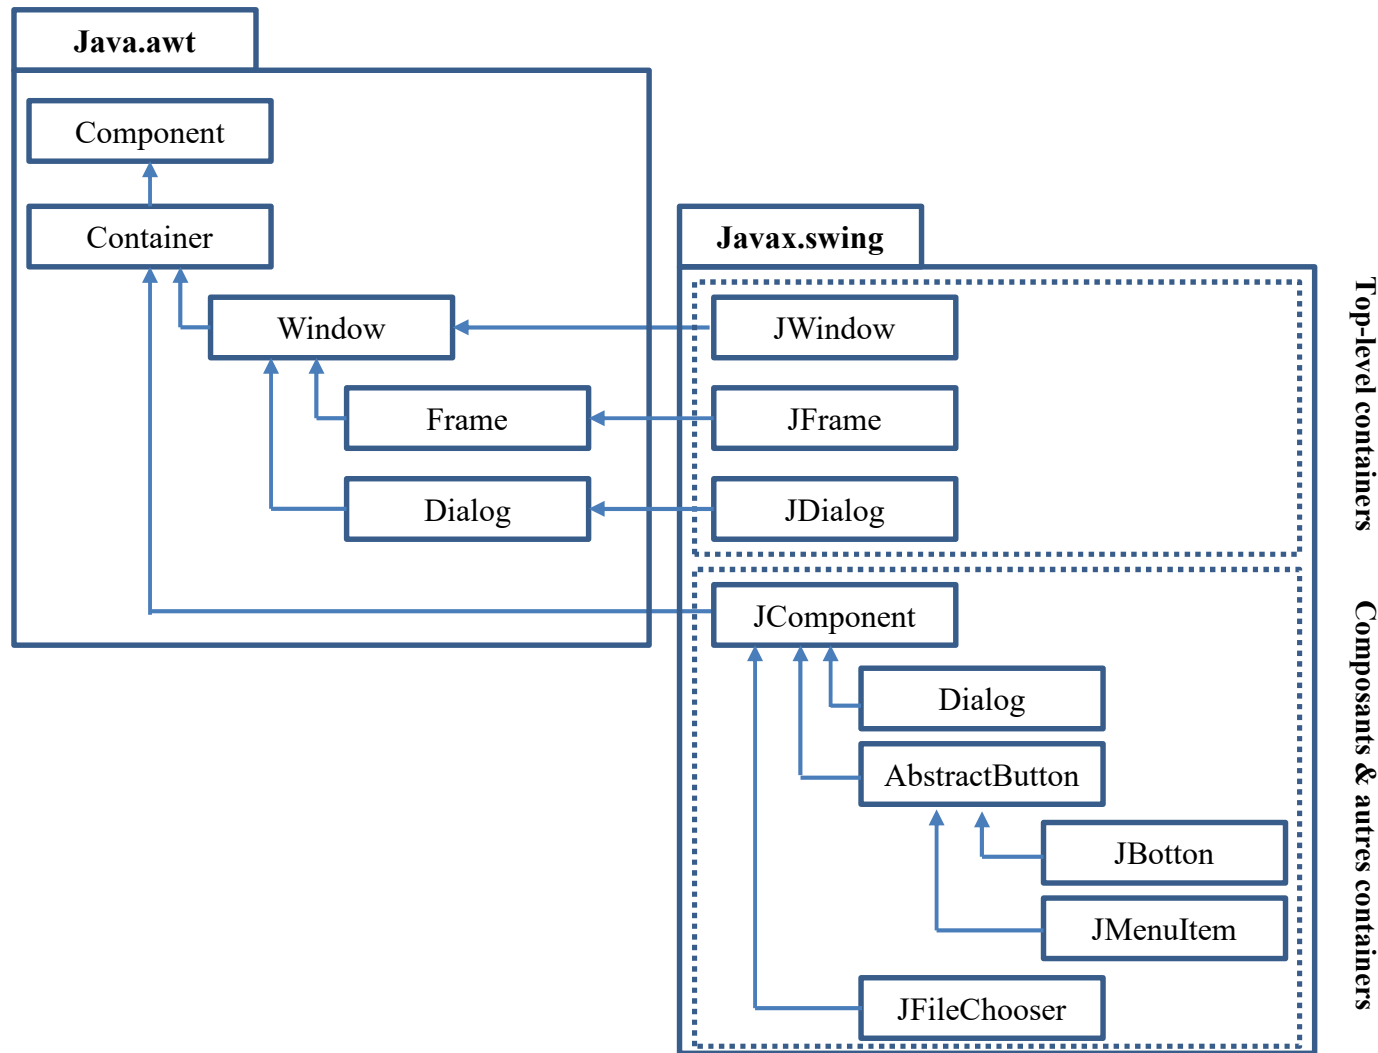 Java.awt
Component
Container
Window
Frame
Dialog
Javax.swing
JWindow
JFrame
JDialog
Top-level containers
JComponent
Dialog
AbstractButton
JBotton
JMenuItem
JFileChooser
Composants & autres containers